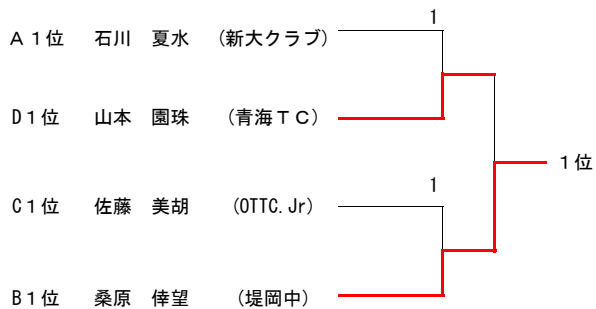 1
A１位　石川　夏水　(新大クラブ)
D１位　山本　園珠　(青海ＴＣ)
１位
1
C１位　佐藤　美胡　(OTTC.Jr)
B１位　桑原　倖望　(堤岡中)